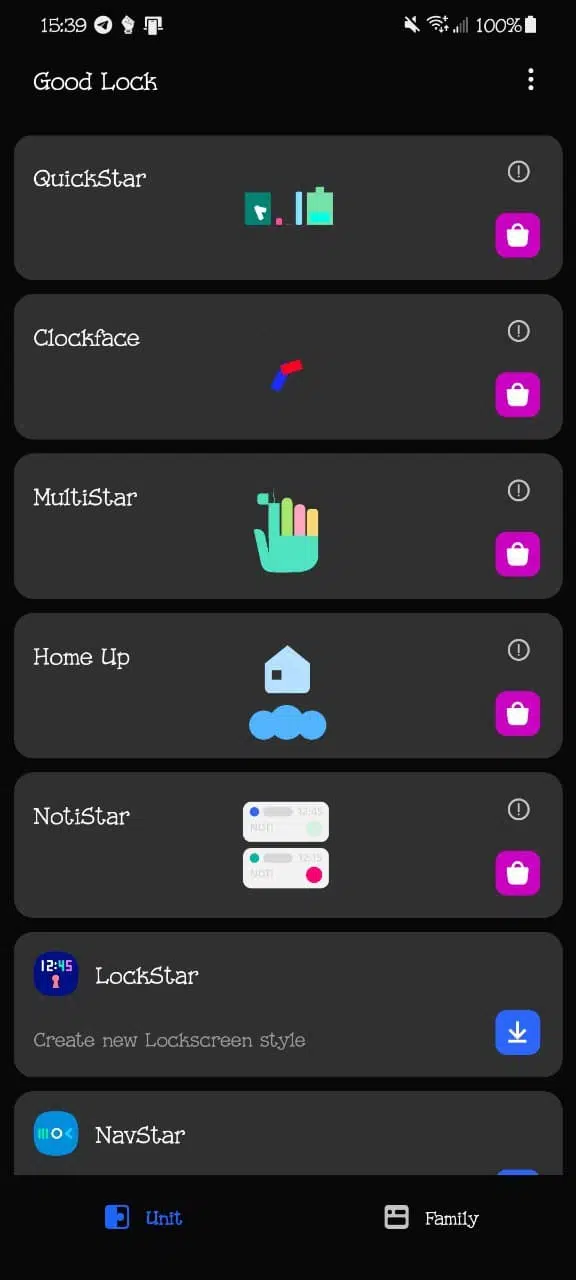 15:39
100%
Good Lock
QuickStar
Clockface
MultiStar
Home Up
NotiStar
12:45
NOTI
12:15
NOTI
12:45
LockStar
Create new Lockscreen style
NavStar
Unit
Family